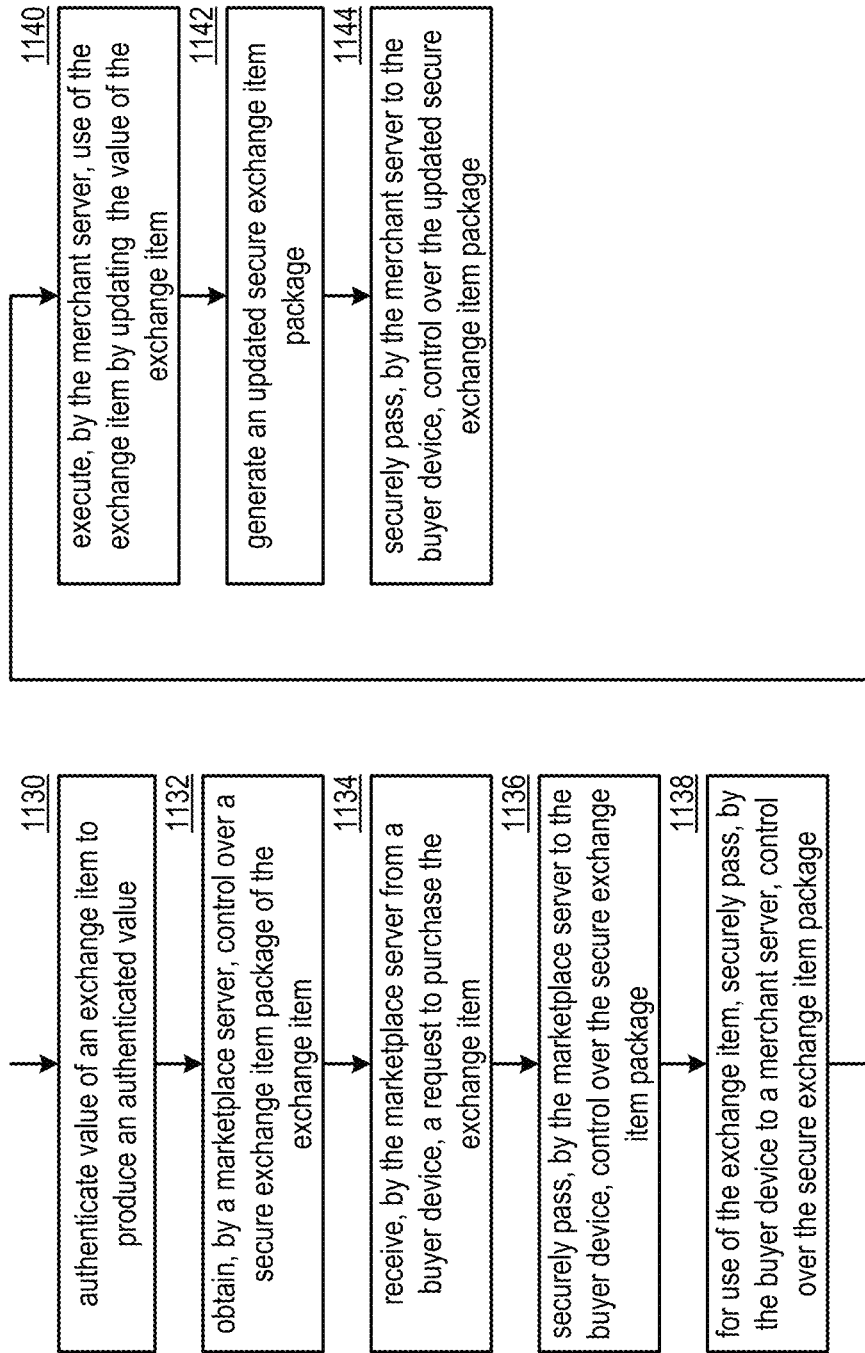 1130
authenticate value of an exchange item to
produce an authenticated value
1132
obtain, by a marketplace server, control over a
secure exchange item package of the
exchange item
1134
receive, by the marketplace server from a
buyer device, a request to purchase the
exchange item
1136
securely pass, by the marketplace server to the
buyer device, control over the secure exchange
item package
1138
for use of the exchange item, securely pass, by
the buyer device to a merchant server, control
over the secure exchange item package
1140
execute, by the merchant server, use of the
exchange item by updating the value of the
exchange item
1142
generate an updated secure exchange item
package
1144
securely pass, by the merchant server to the
buyer device, control over the updated secure
exchange item package